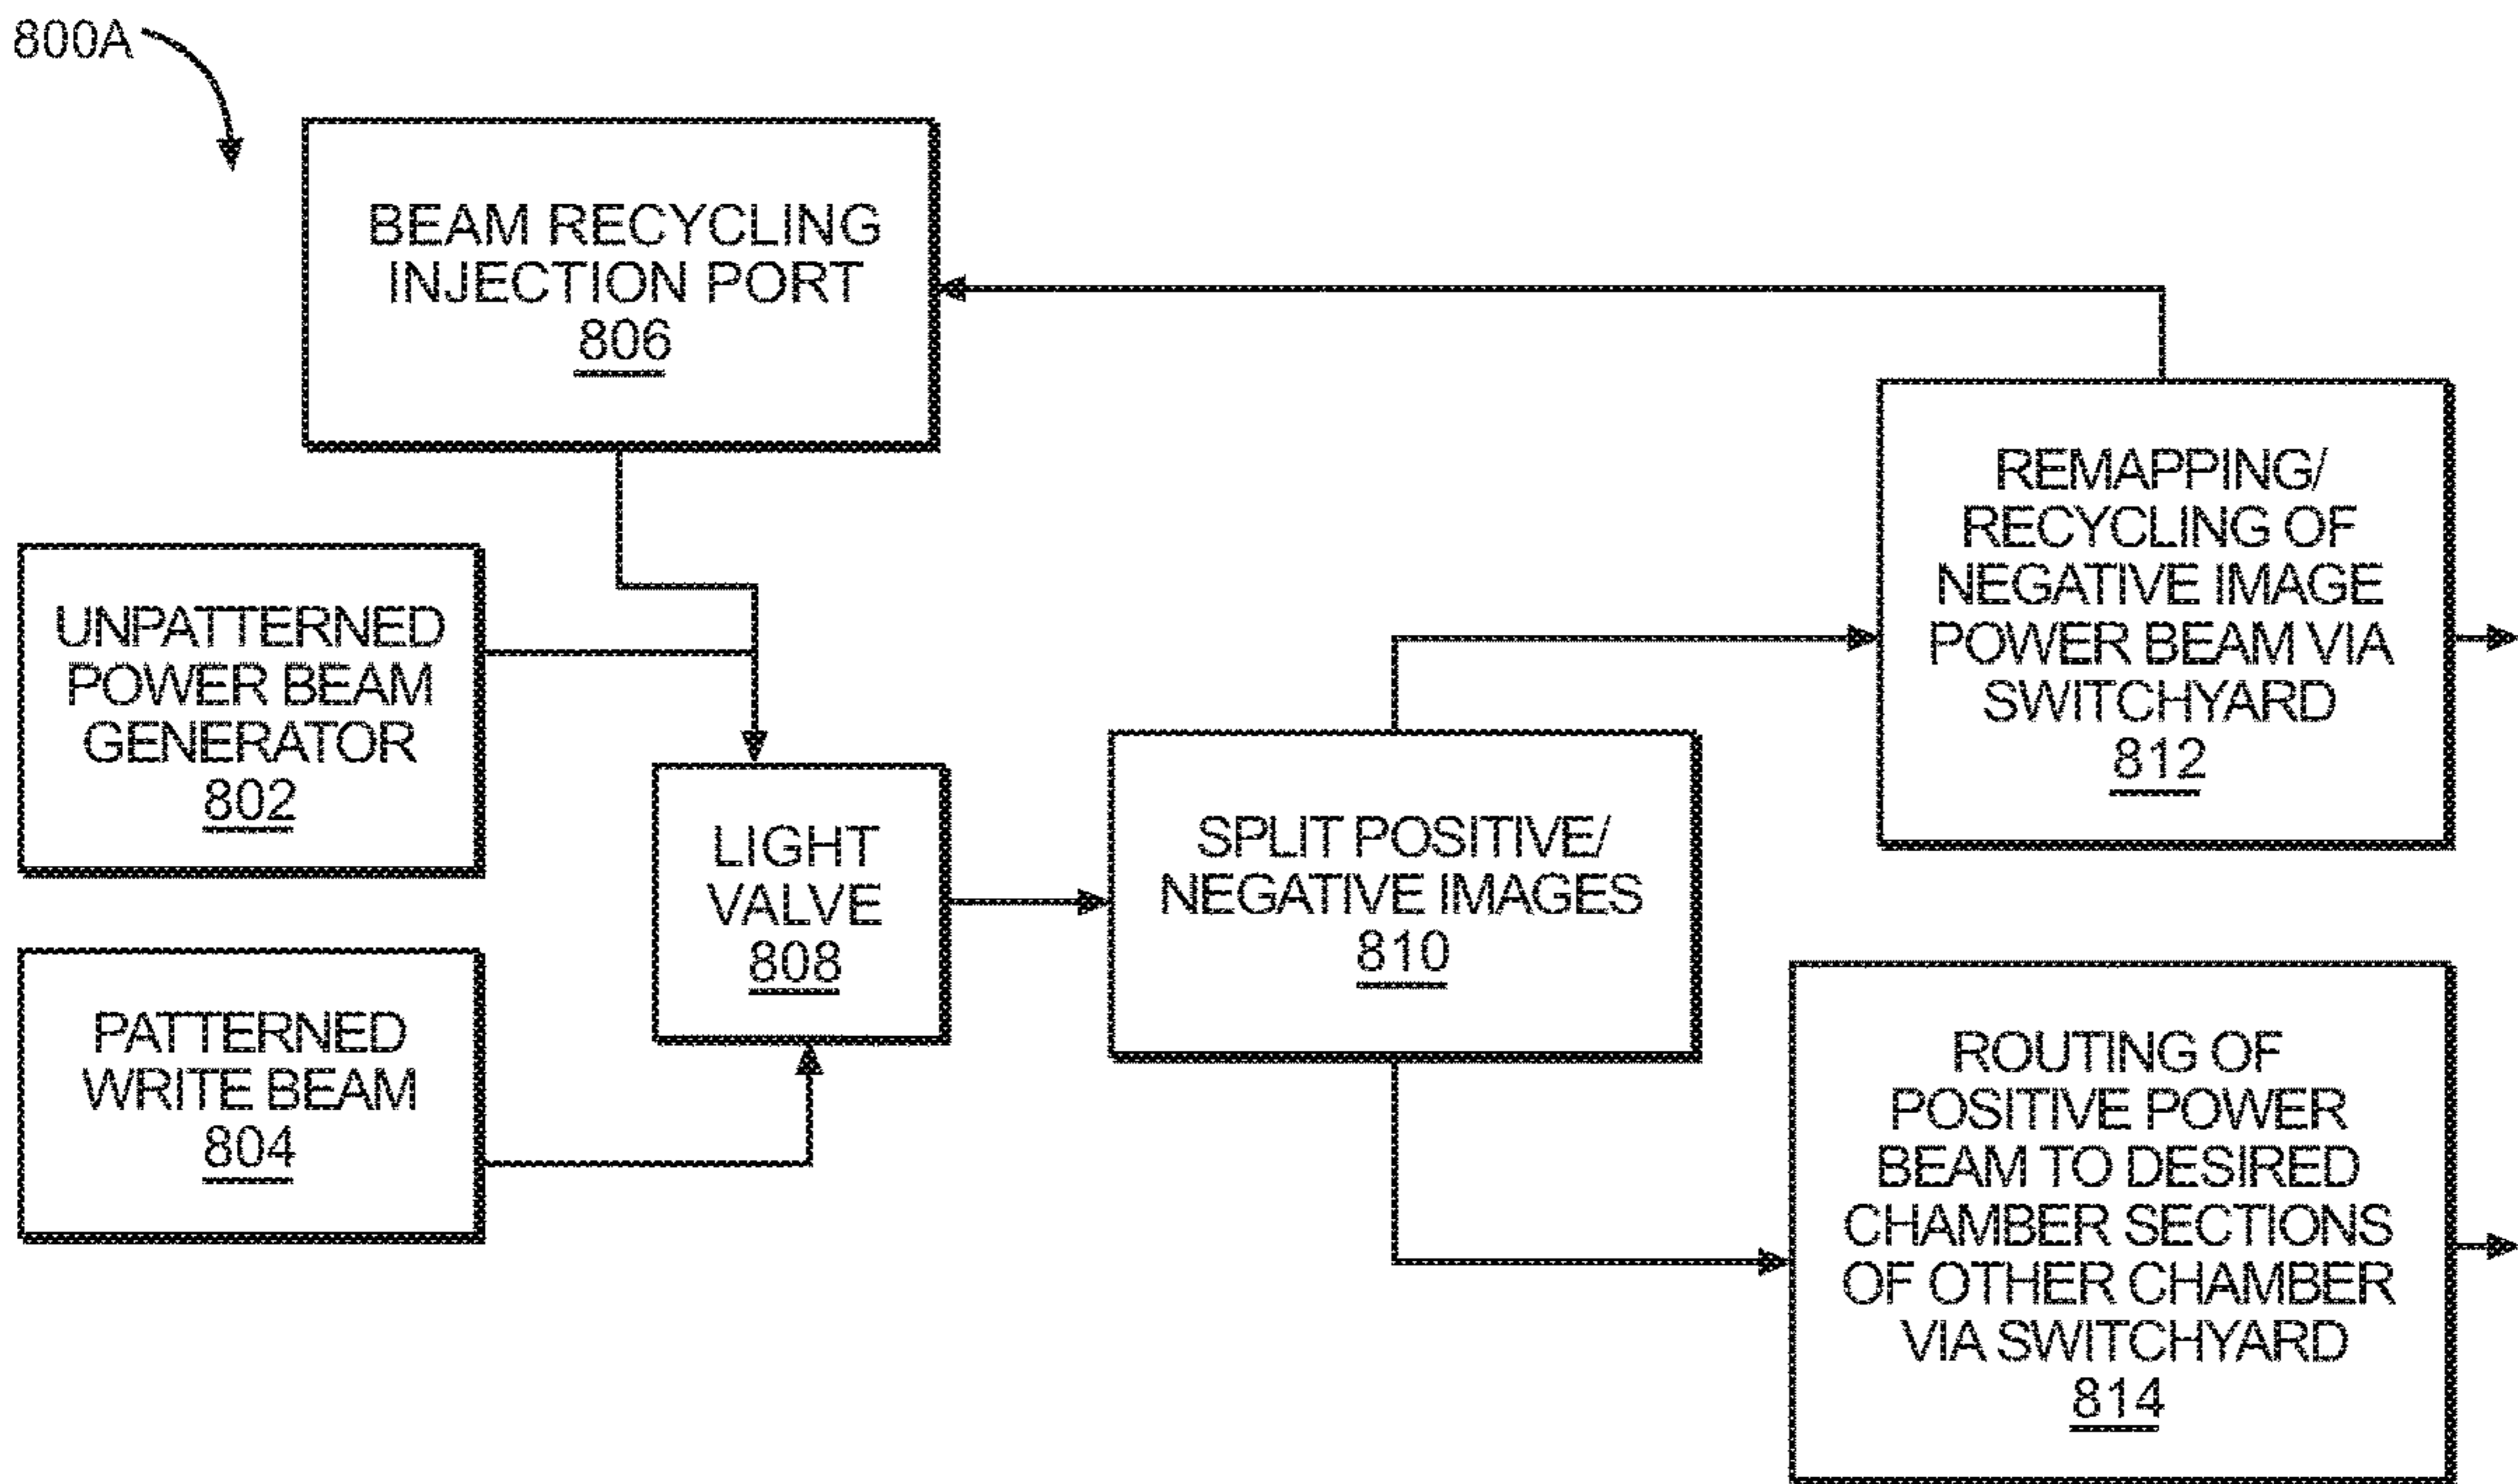 800A
BEAM RECYCLING
INJECTION PORT
806
UNPATTERNED
POWER BEAM
GENERATOR
802
PATTERNED
WRITE BEAM
804
LIGHT
VALVE
808
SPLIT POSITIVE/
NEGATIVE IMAGES
810
REMAPPING/
RECYCLING OF
NEGATIVE IMAGE
POWER BEAM VIA
SWITCHYARD
812
ROUTING OF
POSITIVE POWER
BEAM TO DESIRED
CHAMBER SECTIONS
OF OTHER CHAMBER
VIA SWITCHYARD
814